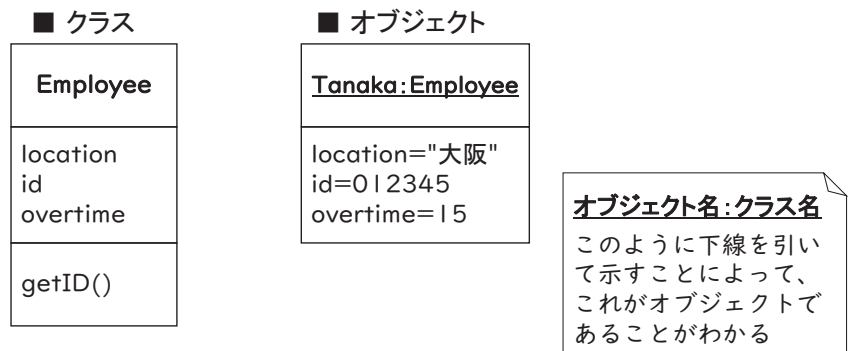 ■ クラス
Employee
location
id
overtime
getID()
■ オブジェクト
Tanaka:Employee
location="大阪"
id=012345
overtime=15
オブジェクト名:クラス名
このように下線を引い
て示すことによって、
これがオブジェクトで
あることがわかる